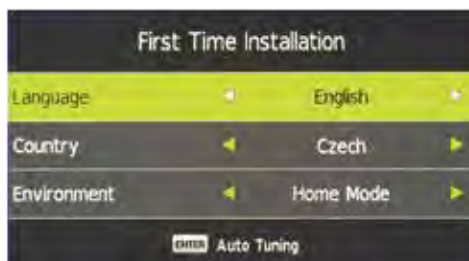 First Time Installation
Language English
Country Czech
Environment Home Mode
ENTER Auto Tuning